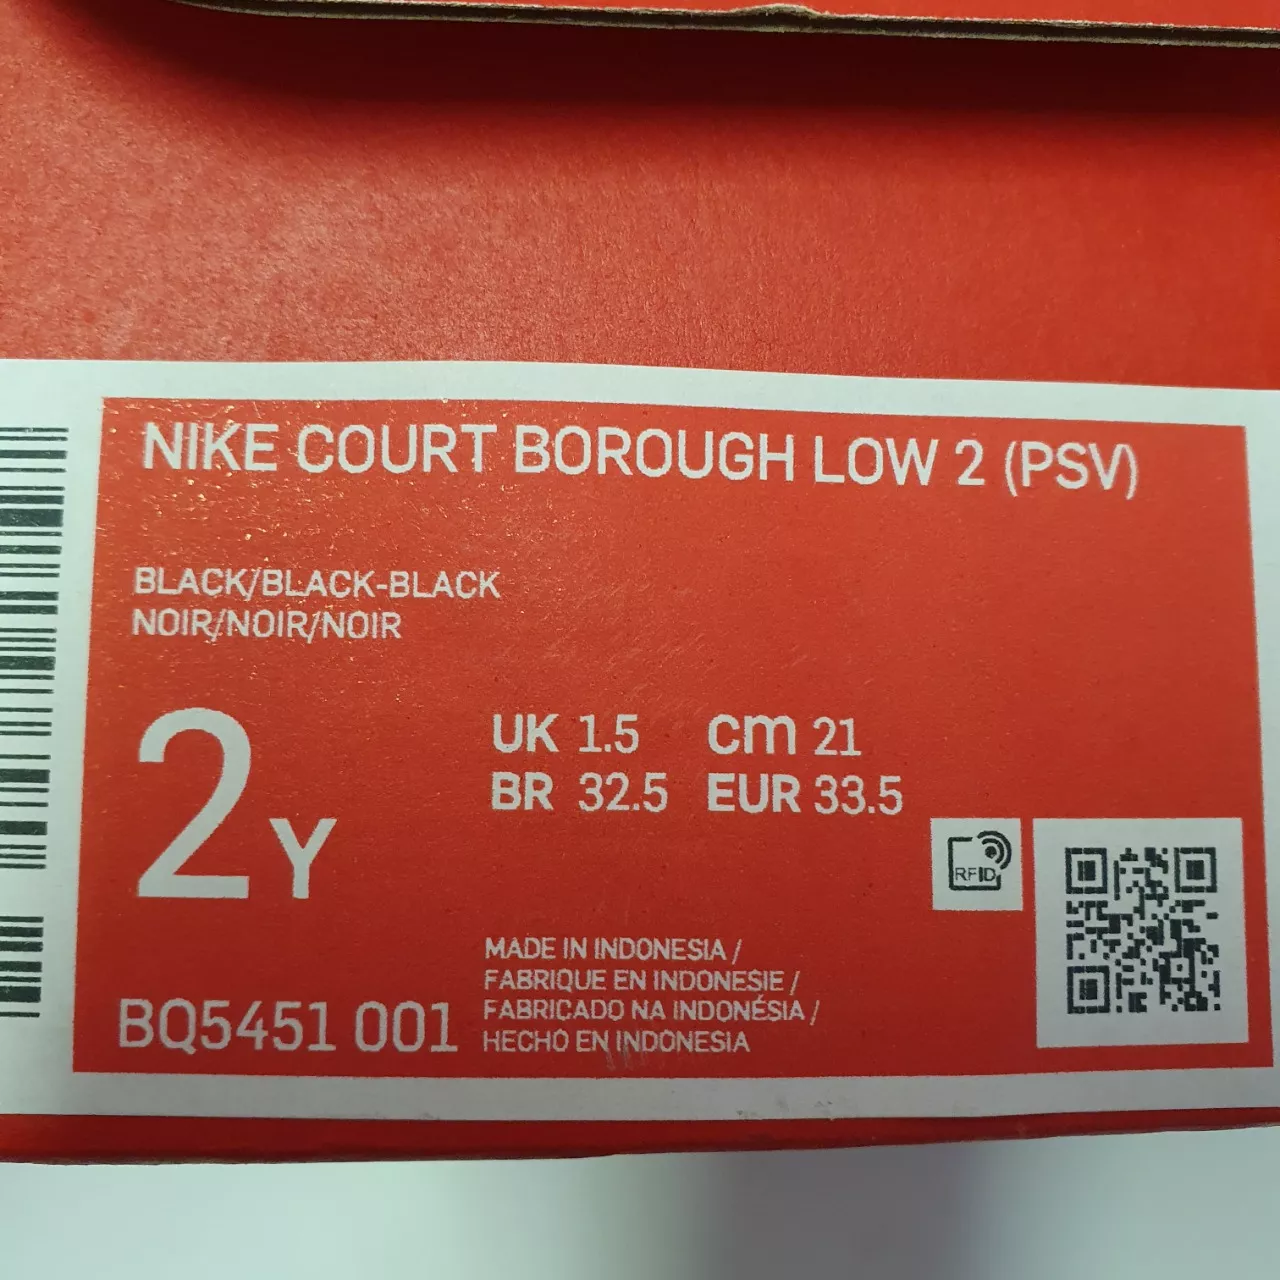 NIKE COURT BOROUGH LOW 2 (PSV)
BLACK/BLACK-BLACK
NOIR/NOIR/NOIR
2Y
UK 1.5 cm 21
BR 32.5 EUR 33.5
RFID
MADE IN INDONESIA /
FABRIQUE EN INDONESIE /
FABRICADO NA INDONÉSIA /
HECHO EN INDONESIA
BQ5451 001